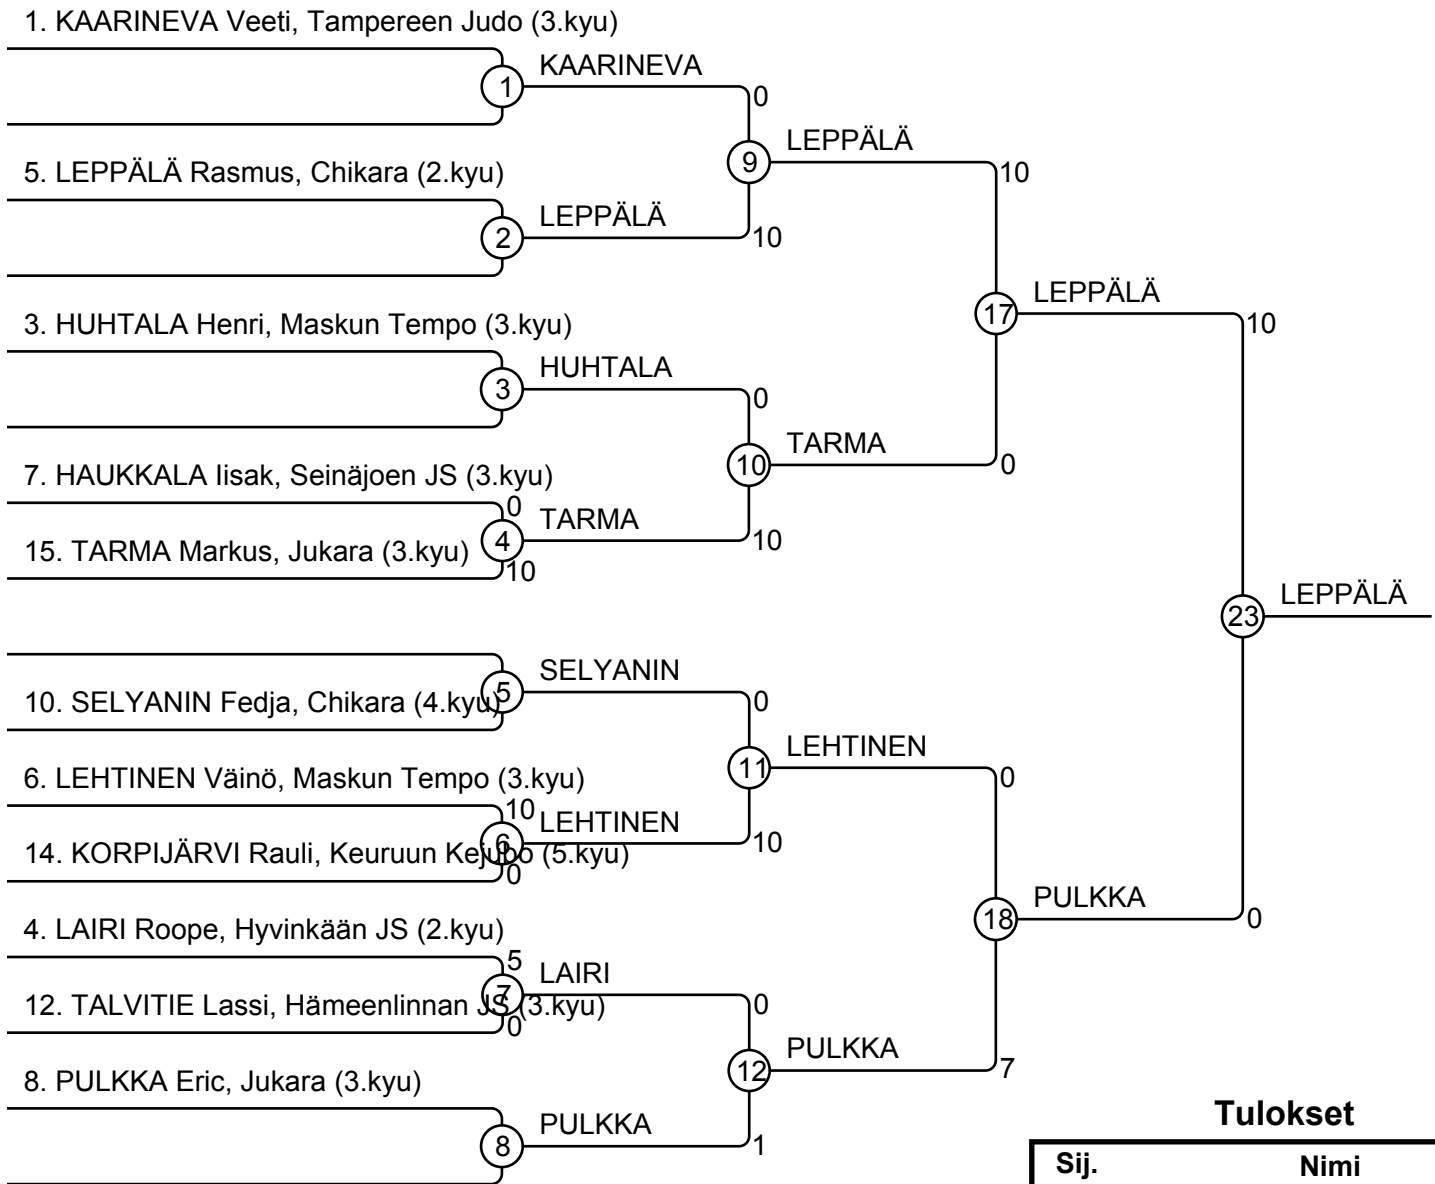 1. KAARINEVA Veeti, Tampereen Judo (3.kyu)
1
KAARINEVA
0
5. LEPPÄLÄ Rasmus, Chikara (2.kyu)
2
LEPPÄLÄ
10
9
LEPPÄLÄ
10
3. HUHTALA Henri, Maskun Tempo (3.kyu)
3
HUHTALA
0
7. HAUKKALA Iisak, Seinäjoen JS (3.kyu)
0
15. TARMA Markus, Jukara (3.kyu)
10
4
TARMA
10
10
TARMA
0
17
LEPPÄLÄ
10
10. SELYANIN Fedja, Chikara (4.kyu)
5
SELYANIN
0
6. LEHTINEN Väinö, Maskun Tempo (3.kyu)
10
14. KORPIJÄRVI Rauli, Keuruun Kejubo (5.kyu)
0
6
LEHTINEN
10
11
LEHTINEN
0
4. LAIRI Roope, Hyvinkään JS (2.kyu)
5
12. TALVITIE Lassi, Hämeenlinnan JS (3.kyu)
0
7
LAIRI
0
8. PULKKA Eric, Jukara (3.kyu)
8
PULKKA
1
12
PULKKA
7
18
PULKKA
0
23
LEPPÄLÄ
Tulokset
Sij. Nimi